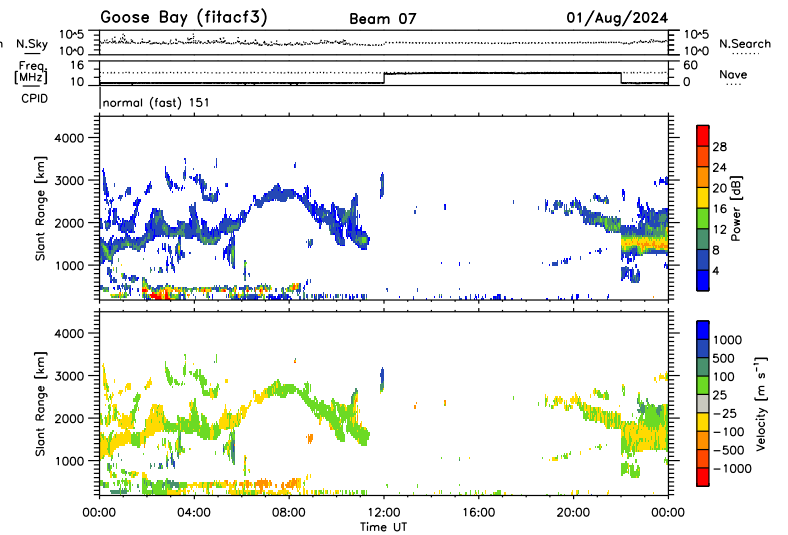 Goose Bay (fitacf3) Beam 07 01/Aug/2024
N.Sky 10^5 10^0 10^5 10^0 N.Search
Freq. [MHz] 16 10 60 0 Nave
CPID normal (fast) 151
Slant Range [km] 4000 3000 2000 1000
Power [dB] 28 24 20 16 12 8 4
Slant Range [km] 4000 3000 2000 1000
Velocity [m s⁻¹] 1000 500 100 25 −25 −100 −500 −1000
00:00 04:00 08:00 12:00 16:00 20:00 00:00
Time UT